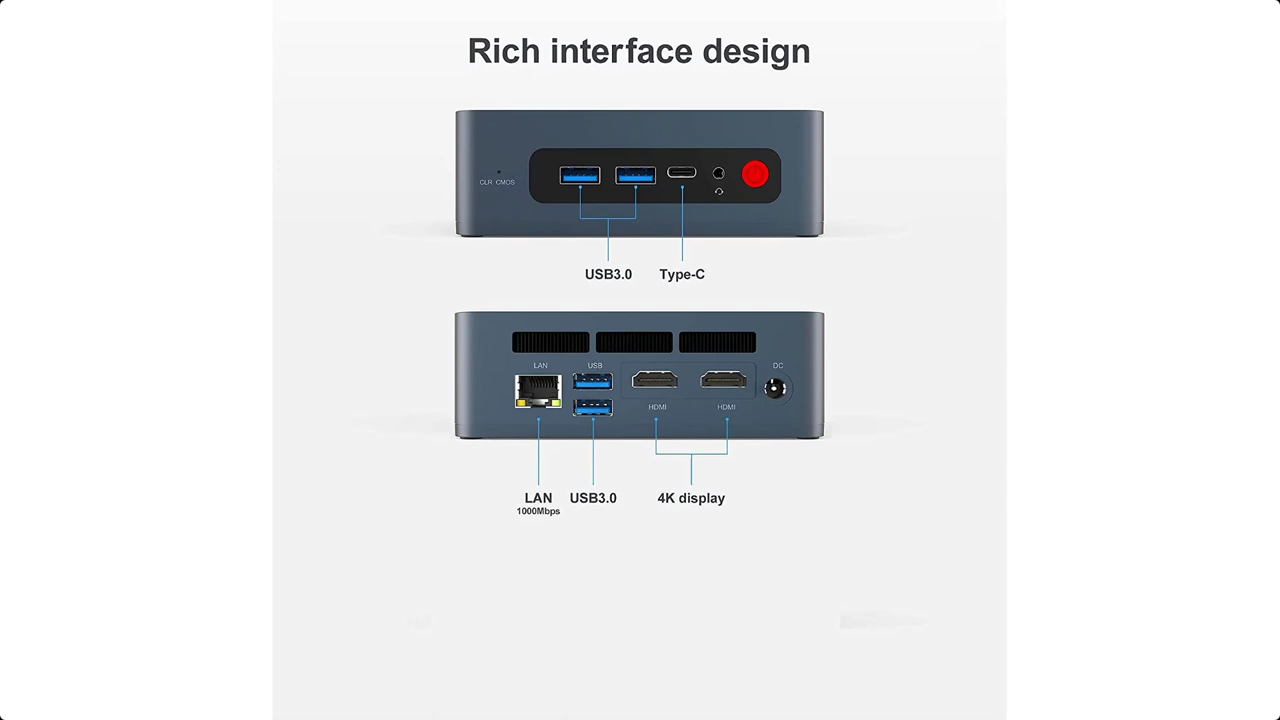 Rich interface design
CLR CMOS
USB3.0 Type-C
LAN USB DC
HDMI HDMI
LAN USB3.0 4K display
1000Mbps